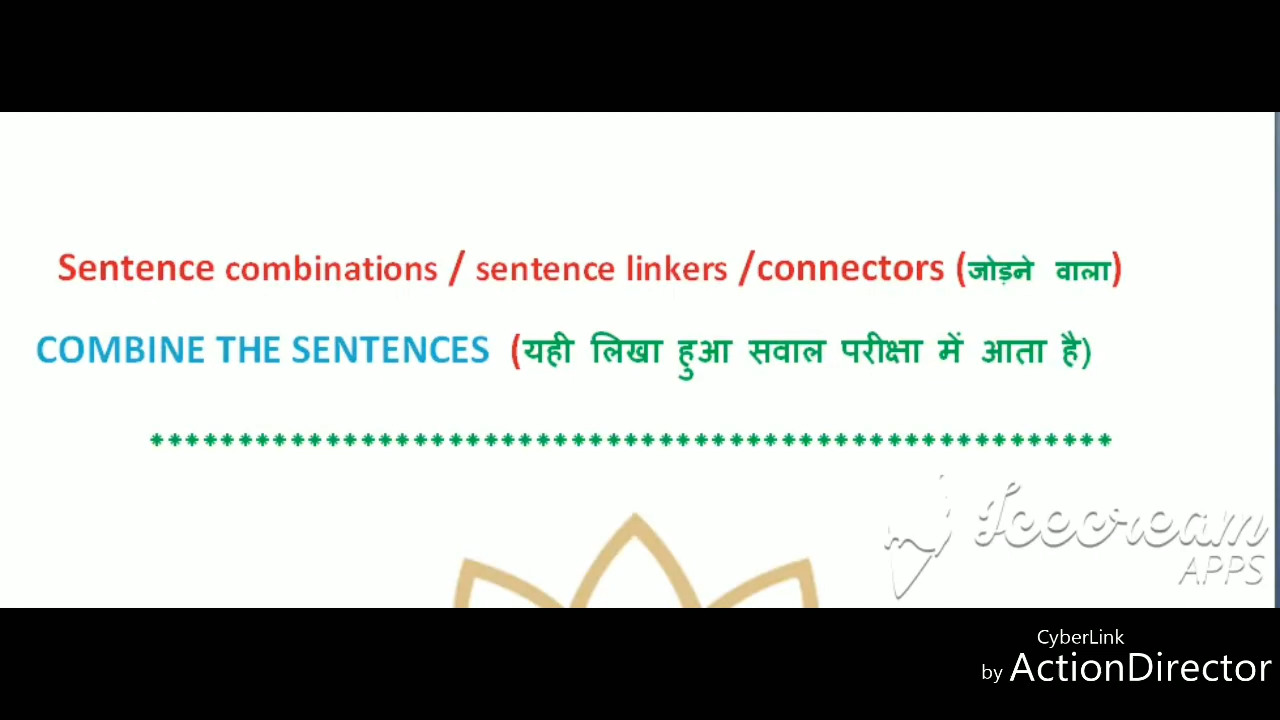 Sentence combinations / sentence linkers /connectors (जोड़ने वाला)
COMBINE THE SENTENCES (यही लिखा हुआ सवाल परीक्षा में आता है)
******************************************************
Icecream
APPS
CyberLink
by ActionDirector